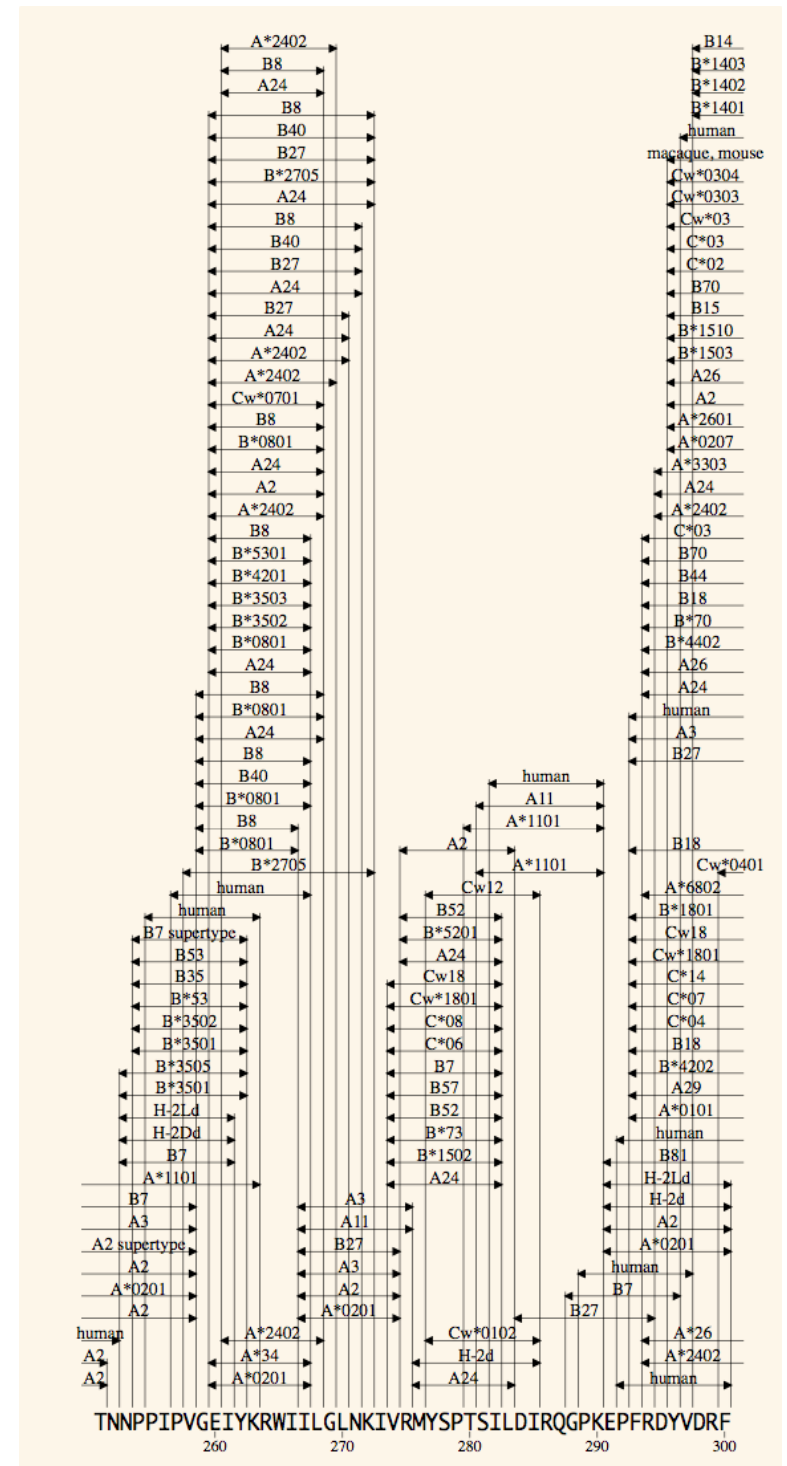 A*2402 B14
B8 B*1403
A24 B*1402
B8 B*1401
B40 human
B27 macaque, mouse
B*2705 Cw*0304
A24 Cw*0303
B8 Cw*03
B40 C*03
B27 C*02
A24 B70
B27 B15
A24 B*1510
A*2402 B*1503
A*2402 A26
Cw*0701 A2
B8 A*2601
B*0801 A*0207
A24 A*3303
A2 A24
A*2402 A*2402
B8 C*03
B*5301 B70
B*4201 B44
B*3503 B18
B*3502 B*70
B*0801 B*4402
A24 A26
B8 A24
B*0801 human
A24 A3
B8 B27
B40 human
B*0801 A11
B8 A*1101
B*0801 A2 B18
B*2705 A*1101 Cw*0401
human Cw12 A*6802
human B52 B*1801
B7 supertype B*5201 Cw18
B53 A24 Cw*1801
B35 Cw18 C*14
B*53 Cw*1801 C*07
B*3502 C*08 C*04
B*3501 C*06 B18
B*3505 B7 B*4202
B*3501 B57 A29
H-2Ld B52 A*0101
H-2Dd B*73 human
B7 B*1502 B81
A*1101 A24 H-2Ld
B7 A3 H-2d
A3 A11 A2
A2 supertype B27 A*0201
A2 A3 human
A*0201 A2 B7
A2 A*0201 B27
human A*2402 Cw*0102 A*26
A2 A*34 H-2d A*2402
A2 A*0201 A24 human
TNNPPIPVGEIYKRWIILGLNKIVRMYSPTSILDIRQGPKEPFRDYVDRF
260 270 280 290 300